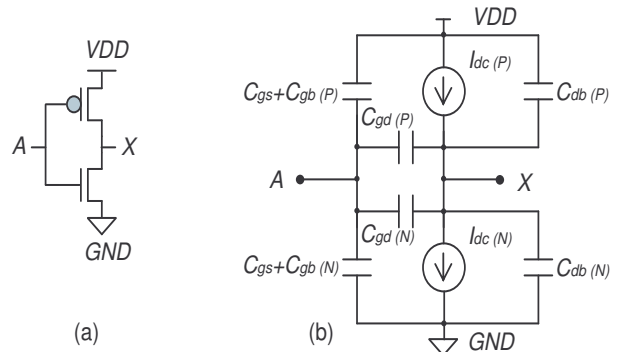 VDD
A
X
GND
(a)
VDD
Idc (P)
Cgs+Cgb (P)
Cdb (P)
Cgd (P)
A
X
Cgd (N)
Idc (N)
Cgs+Cgb (N)
Cdb (N)
GND
(b)